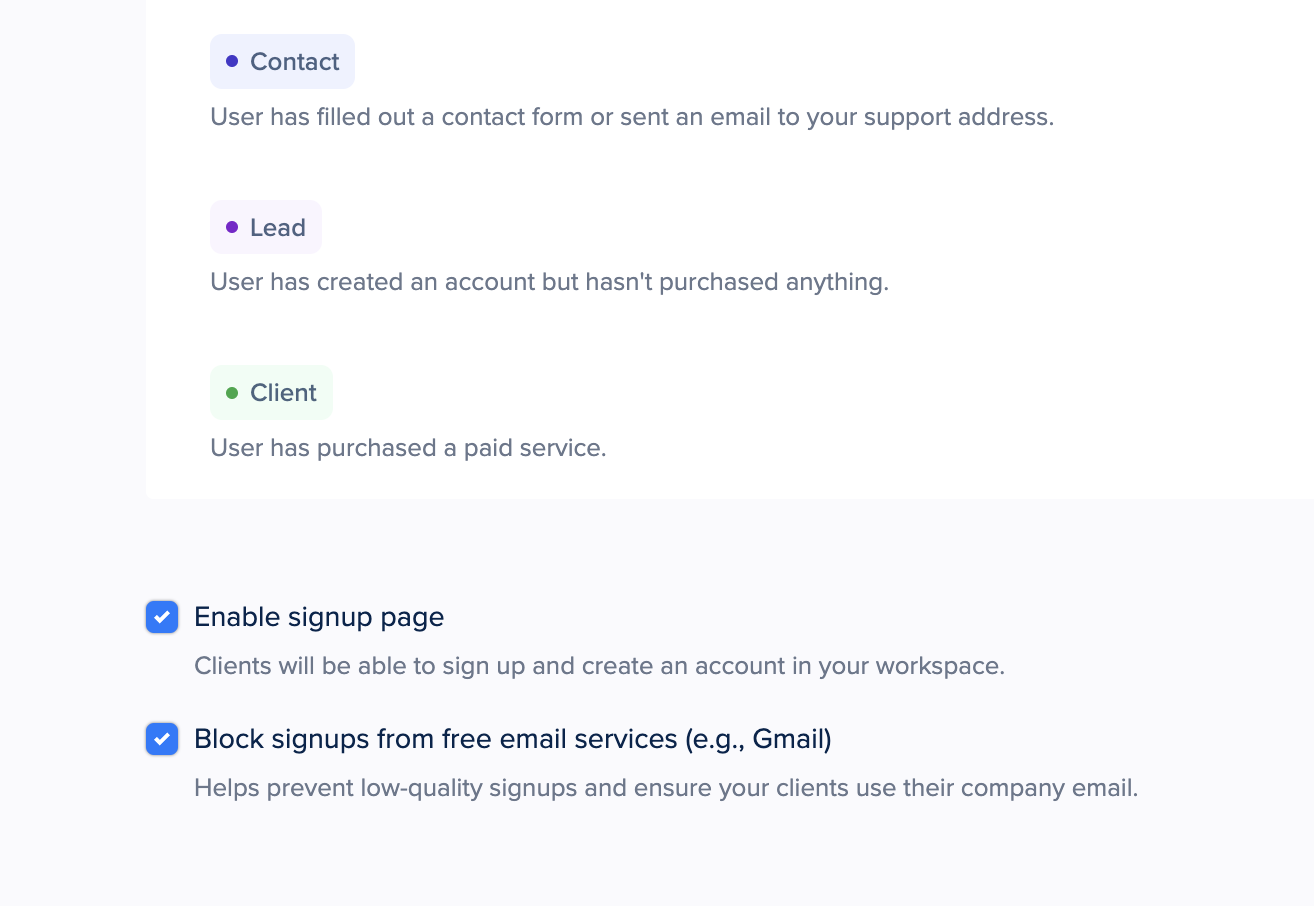 Contact
User has filled out a contact form or sent an email to your support address.
Lead
User has created an account but hasn't purchased anything.
Client
User has purchased a paid service.
Enable signup page
Clients will be able to sign up and create an account in your workspace.
Block signups from free email services (e.g., Gmail)
Helps prevent low-quality signups and ensure your clients use their company email.